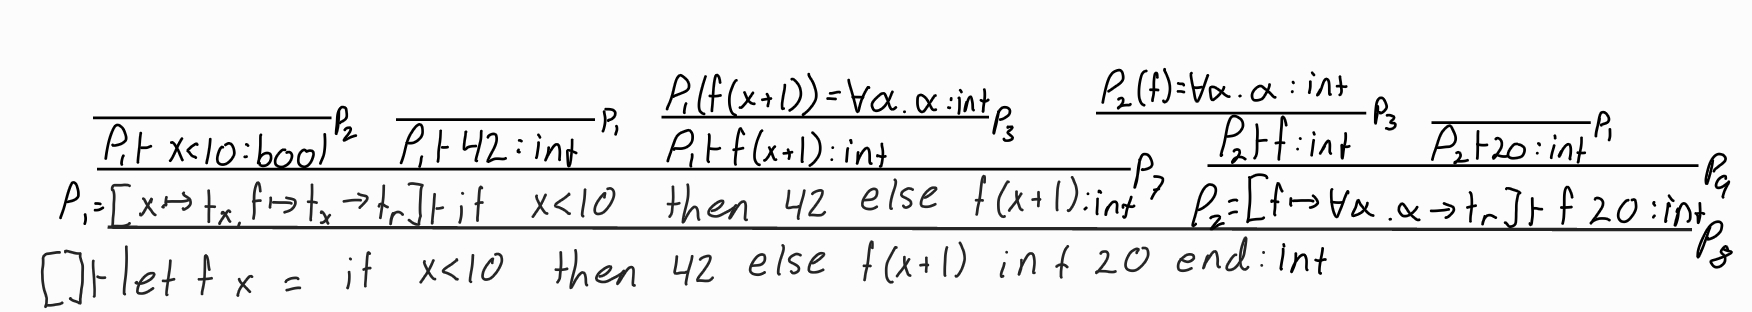 P₁(f(x+1))=∀α.α:int P₂(f)=∀α.α:int
P₂ P₁ P₃ P₃ P₁
P₁⊢x<10:bool P₁⊢42:int P₁⊢f(x+1):int P₂⊢f:int P₂⊢20:int
P₇ P₉
P₁=[x↦tₓ, f↦tₓ→tᵣ]⊢if x<10 then 42 else f(x+1):int P₂=[f↦∀α.α→tᵣ]⊢f 20:int
P₈
[]⊢let f x = if x<10 then 42 else f(x+1) in f 20 end:int